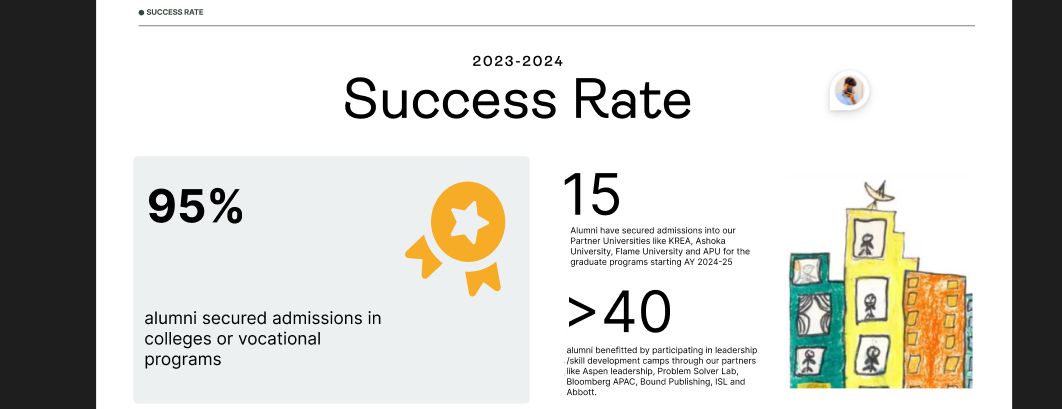 SUCCESS RATE
2023-2024
Success Rate
95%
alumni secured admissions in
colleges or vocational
programs
15
Alumni have secured admissions into our
Partner Universities like KREA, Ashoka
University, Flame University and APU for the
graduate programs starting AY 2024-25
>40
alumni benefitted by participating in leadership
/skill development camps through our partners
like Aspen leadership, Problem Solver Lab,
Bloomberg APAC, Bound Publishing, ISL and
Abbott.